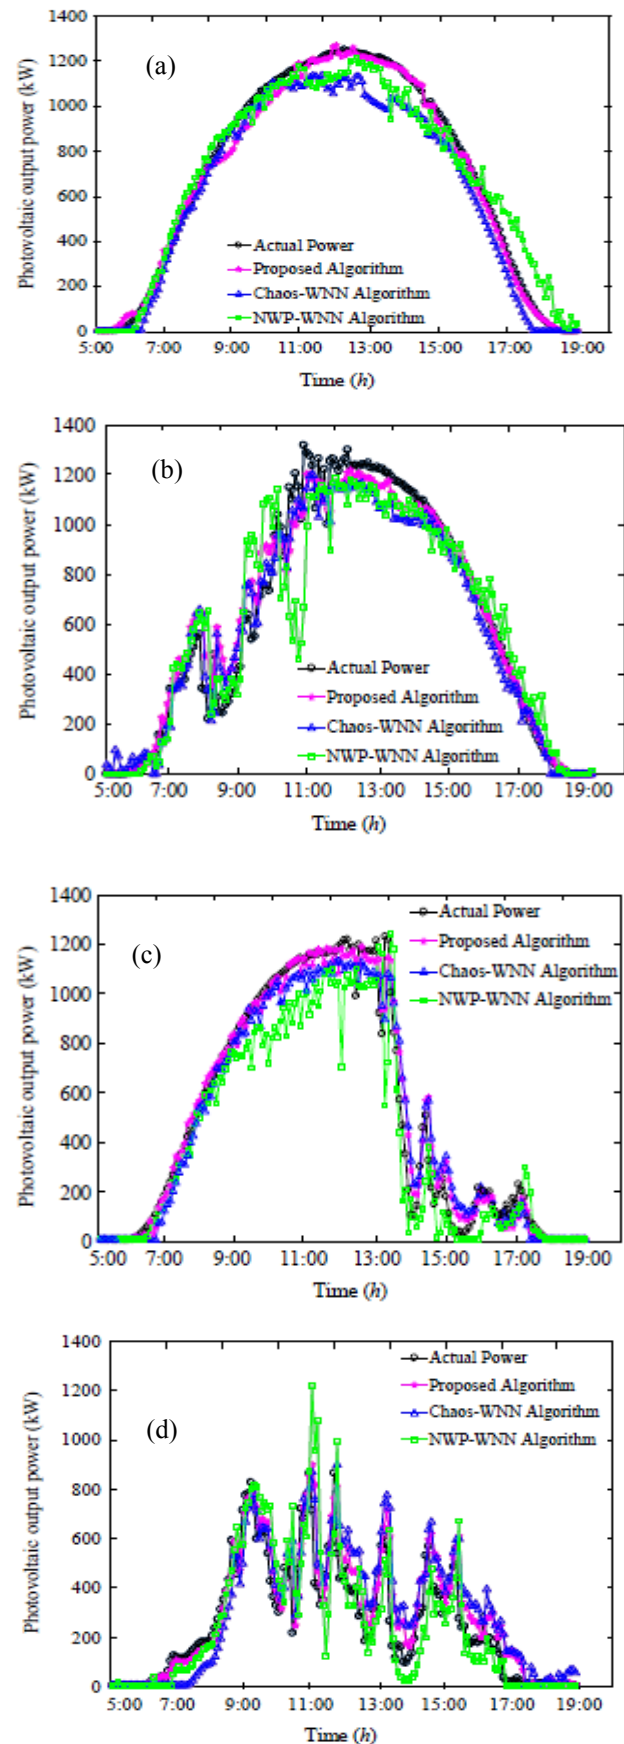 Photovoltaic output power (kW)
1400
1200
1000
800
600
400
200
0
(a)
Actual Power
Proposed Algorithm
Chaos-WNN Algorithm
NWP-WNN Algorithm
5:00 7:00 9:00 11:00 13:00 15:00 17:00 19:00
Time (h)
Photovoltaic output power (kW)
1400
1200
1000
800
600
400
200
0
(b)
Actual Power
Proposed Algorithm
Chaos-WNN Algorithm
NWP-WNN Algorithm
5:00 7:00 9:00 11:00 13:00 15:00 17:00 19:00
Time (h)
Photovoltaic output power (kW)
1400
1200
1000
800
600
400
200
0
(c)
Actual Power
Proposed Algorithm
Chaos-WNN Algorithm
NWP-WNN Algorithm
5:00 7:00 9:00 11:00 13:00 15:00 17:00 19:00
Time (h)
Photovoltaic output power (kW)
1400
1200
1000
800
600
400
200
0
(d)
Actual Power
Proposed Algorithm
Chaos-WNN Algorithm
NWP-WNN Algorithm
5:00 7:00 9:00 11:00 13:00 15:00 17:00 19:00
Time (h)